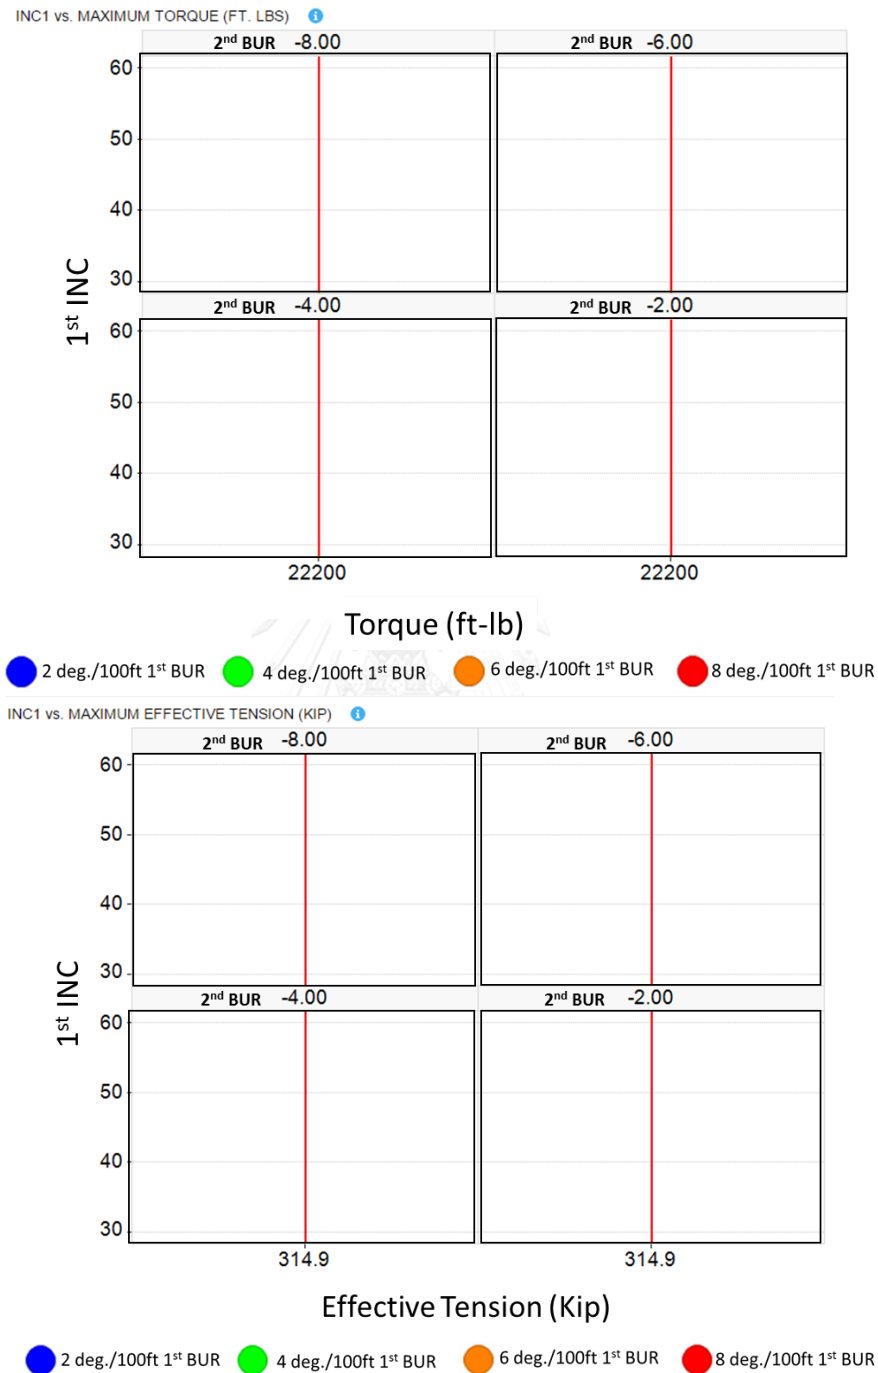 INC1 vs. MAXIMUM TORQUE (FT. LBS) i
2nd BUR -8.00 2nd BUR -6.00
60
50
40
30
1st INC
2nd BUR -4.00 2nd BUR -2.00
60
50
40
30
22200 22200
Torque (ft-lb)
2 deg./100ft 1st BUR 4 deg./100ft 1st BUR 6 deg./100ft 1st BUR 8 deg./100ft 1st BUR
INC1 vs. MAXIMUM EFFECTIVE TENSION (KIP) i
2nd BUR -8.00 2nd BUR -6.00
60
50
40
30
1st INC
2nd BUR -4.00 2nd BUR -2.00
60
50
40
30
314.9 314.9
Effective Tension (Kip)
2 deg./100ft 1st BUR 4 deg./100ft 1st BUR 6 deg./100ft 1st BUR 8 deg./100ft 1st BUR